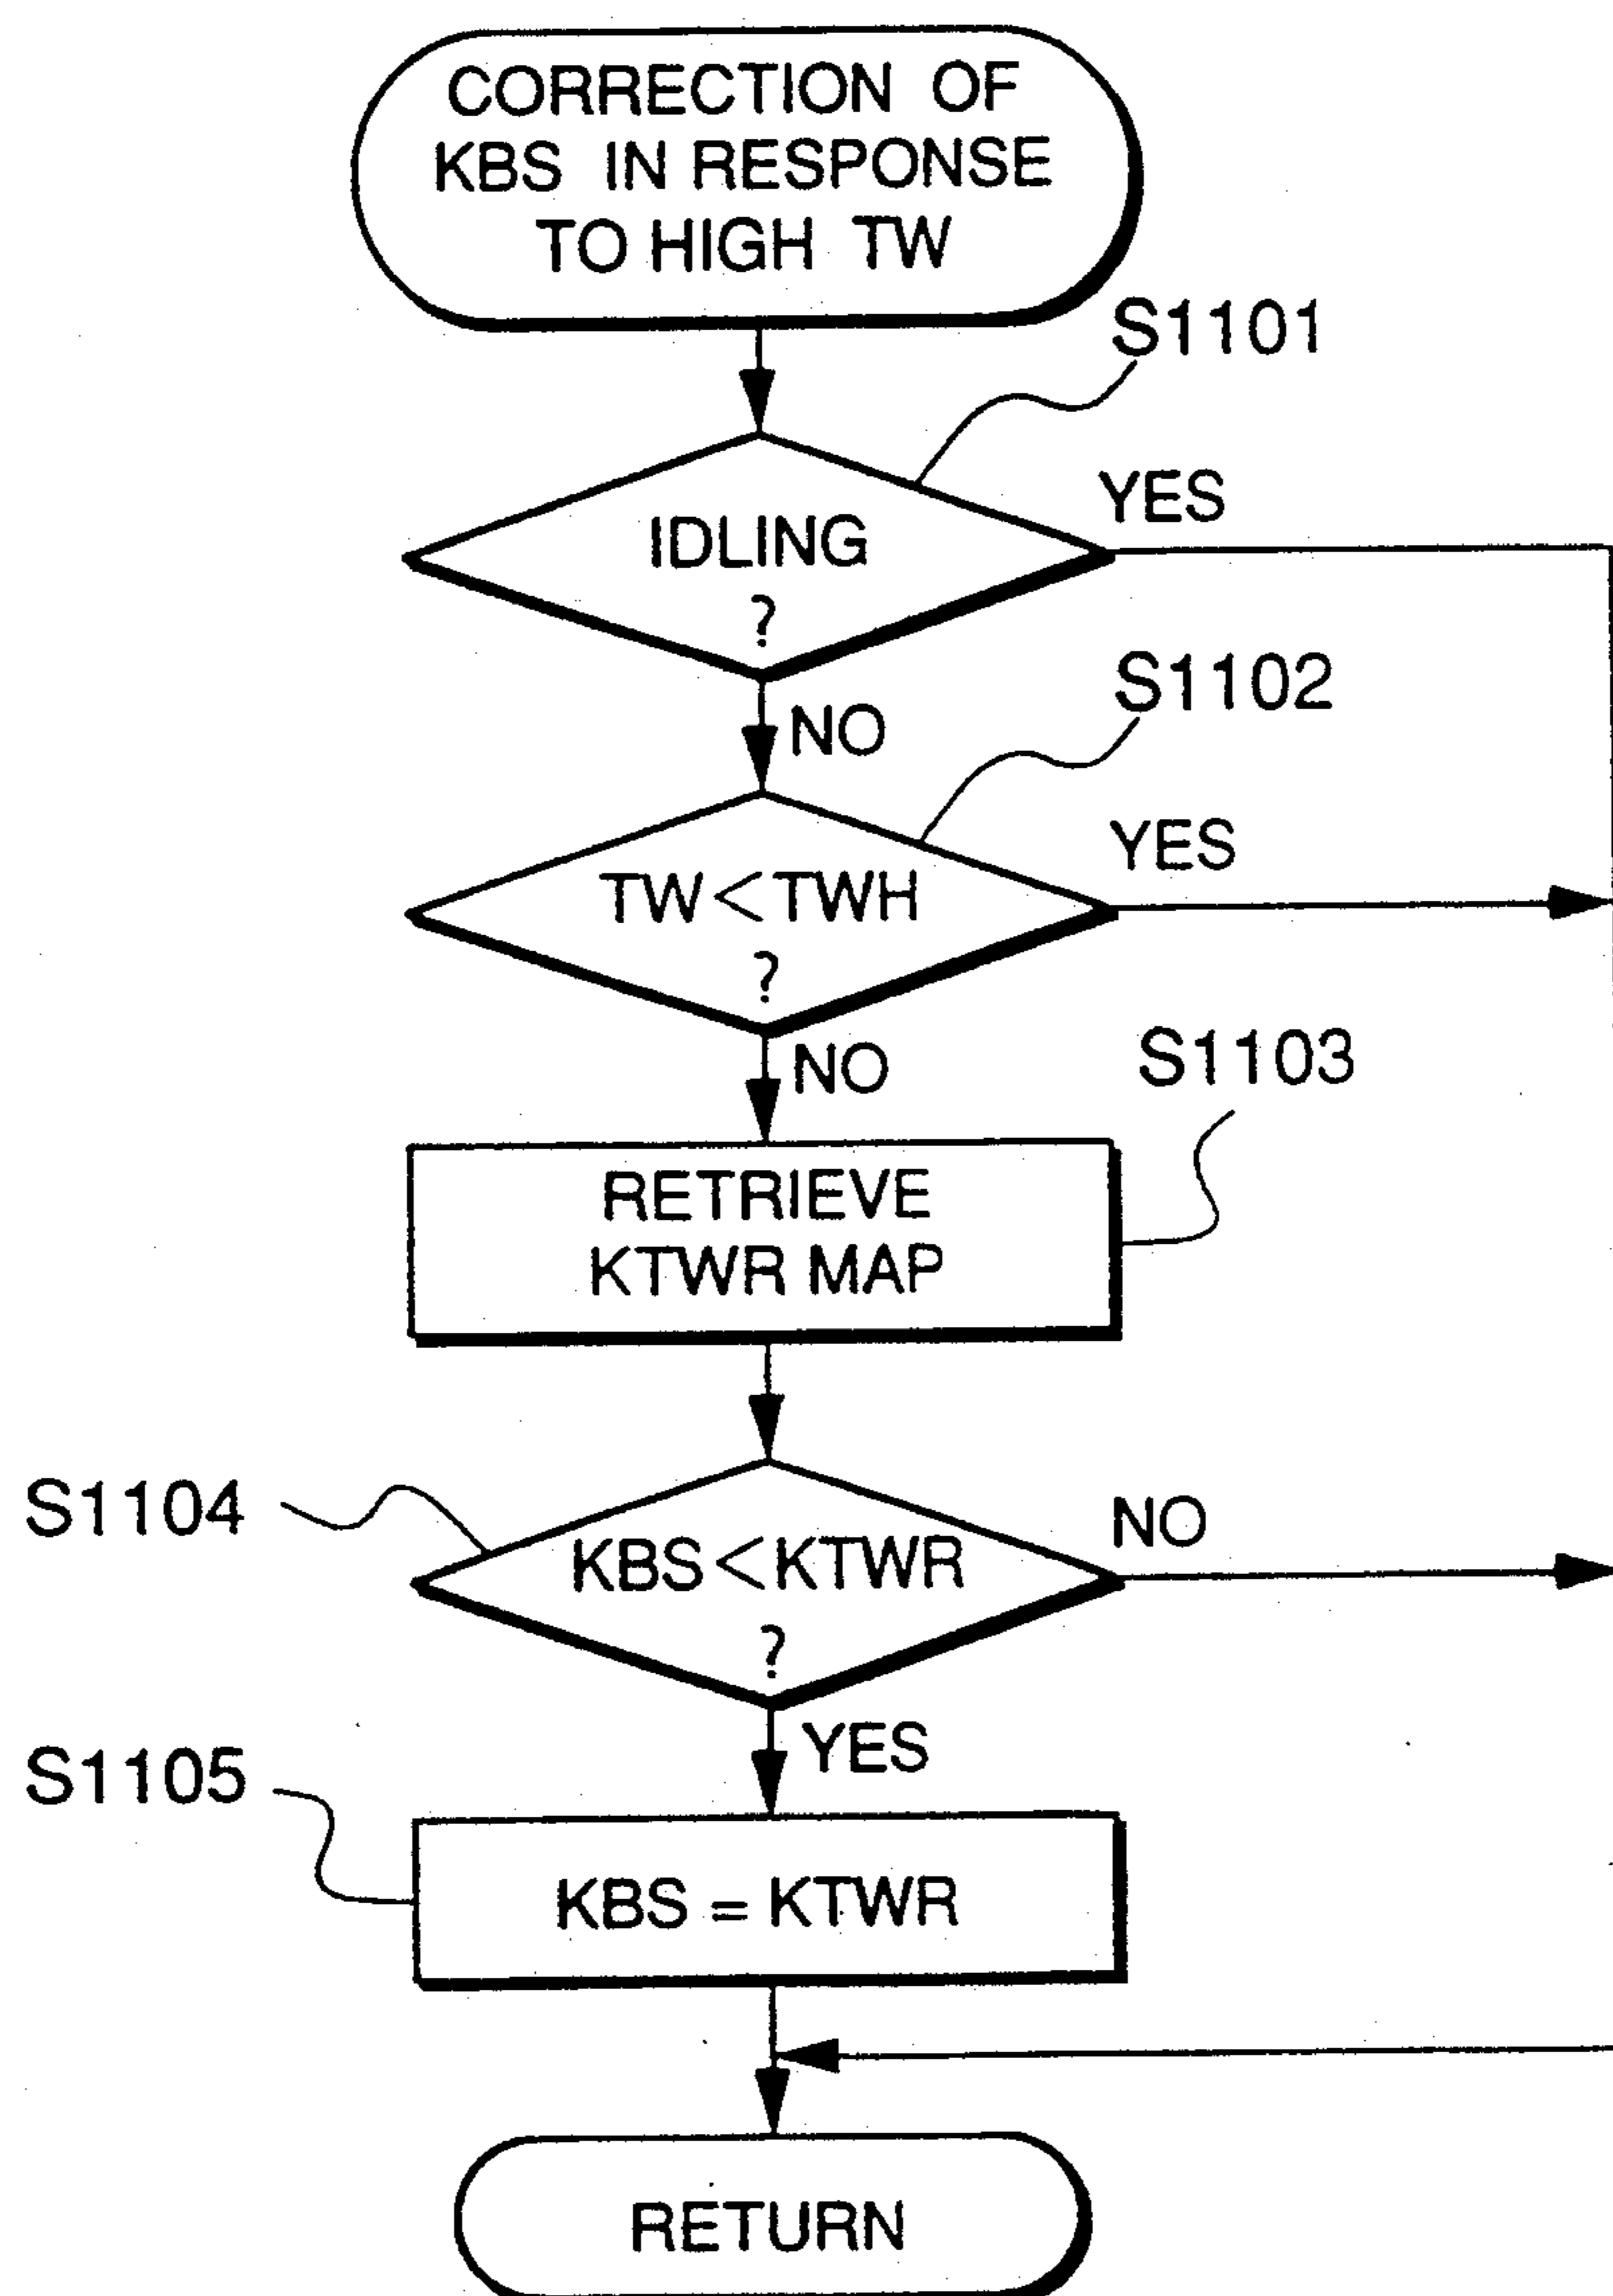 CORRECTION OF
KBS IN RESPONSE
TO HIGH TW
S1101
IDLING
?
YES
NO
S1102
TW<TWH
?
YES
NO
S1103
RETRIEVE
KTWR MAP
S1104
KBS<KTWR
?
NO
YES
S1105
KBS = KTWR
RETURN